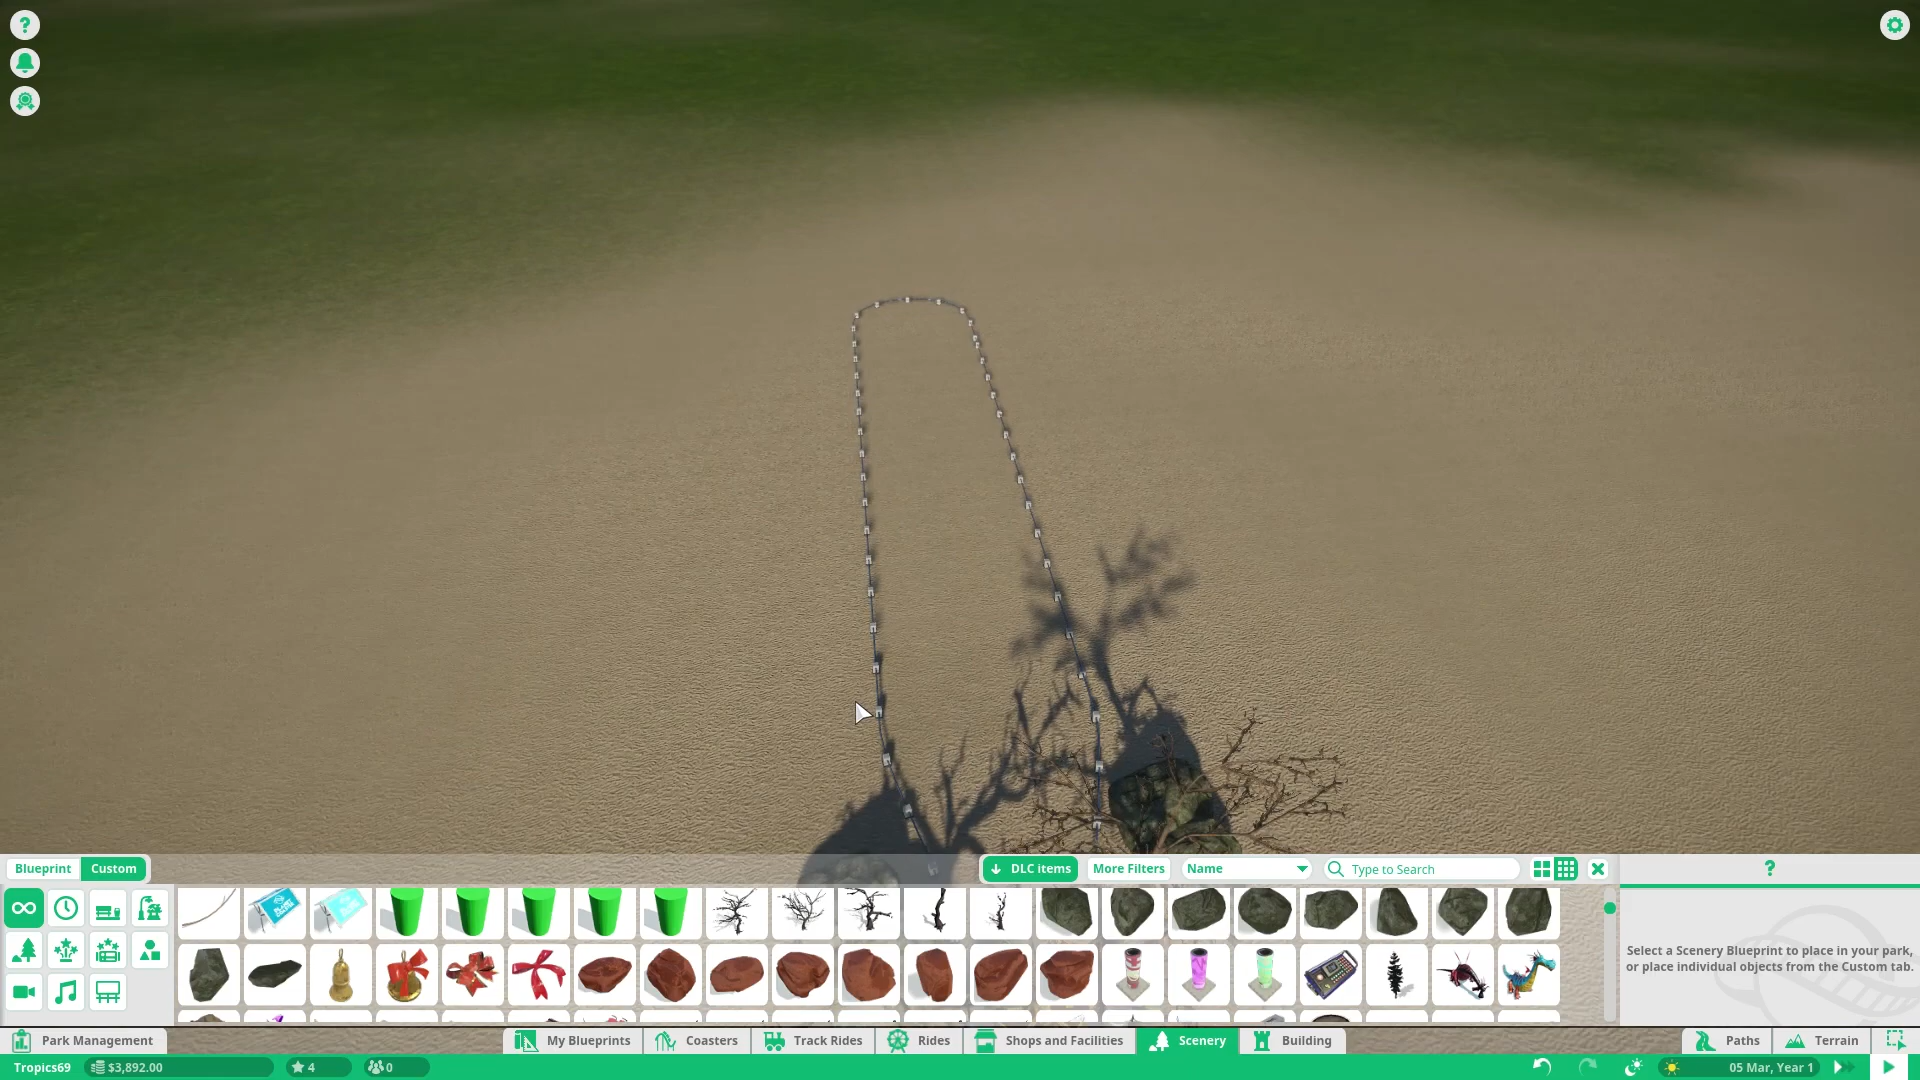 Blueprint
Custom
DLC items
More Filters
Name
Type to Search
?
Select a Scenery Blueprint to place in your park,
or place individual objects from the Custom tab.
Park Management
My Blueprints
Coasters
Track Rides
Rides
Shops and Facilities
Scenery
Building
Paths
Terrain
Tropics69
$3,892.00
4
0
05 Mar, Year 1